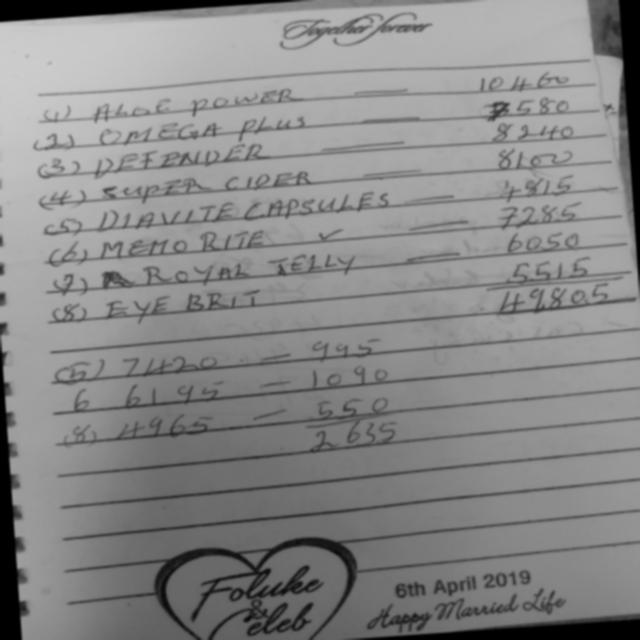 Together Forever
(1) ALOE POWER — 10460
(2) OMEGA PLUS — 7580
(3) DEFENDER — 8240
(4) SUPER CIDER — 8100
(5) DIAVITE CAPSULES — 4815
(6) MEMORITE ✓ — 7285
(7) ROYAL JELLY — 6050
(8) EYE BRIT 5515
49805
(5) 7420 = 995
6 6195 = 1090
(8) 4965 = 550
2635
Foluke
&
eleb
6th April 2019
Happy Married Life